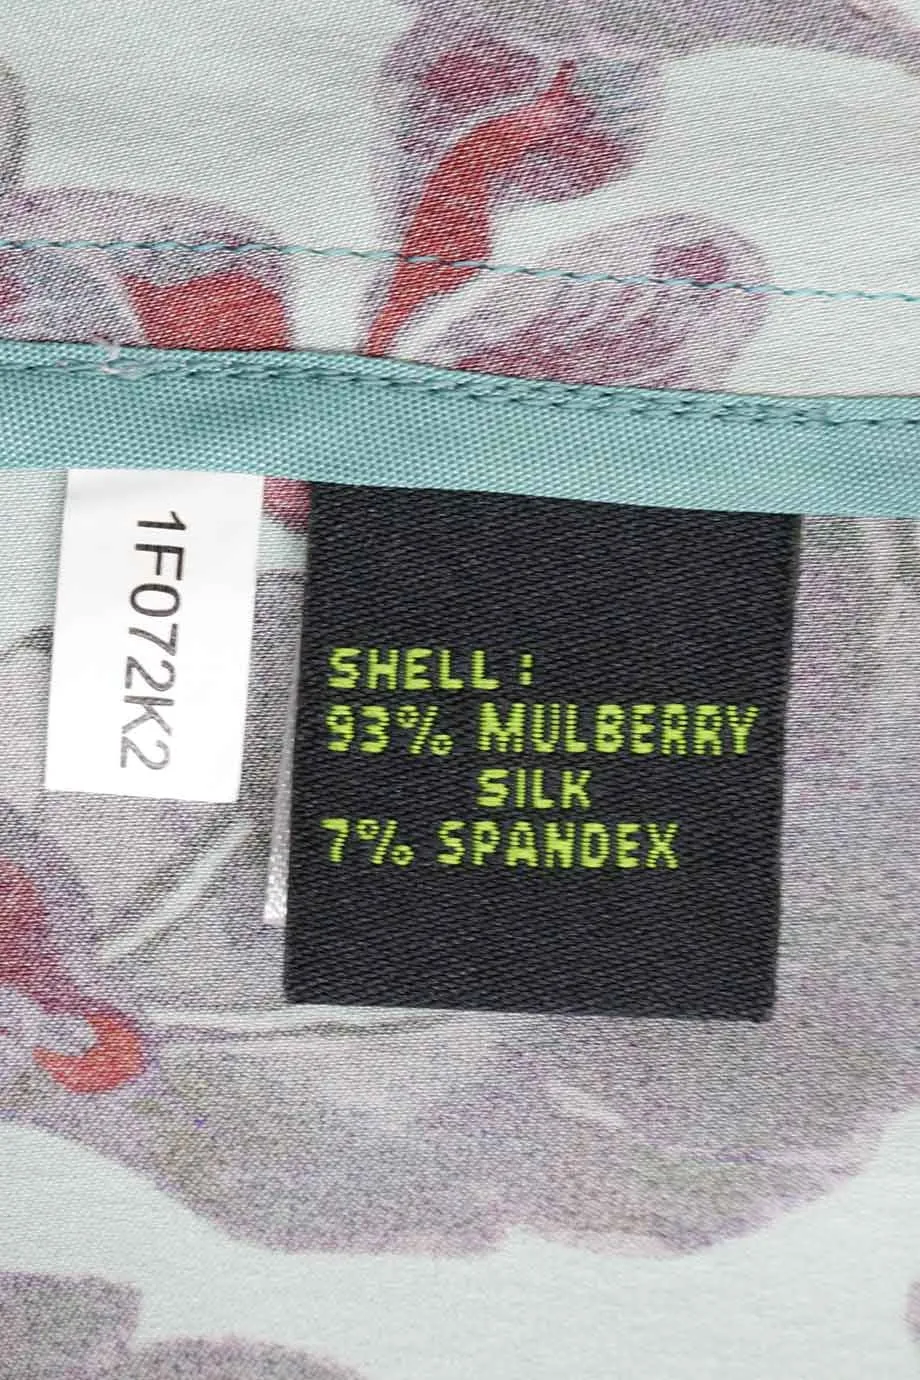 1F072K2
SHELL:
93% MULBERRY
SILK
7% SPANDEX